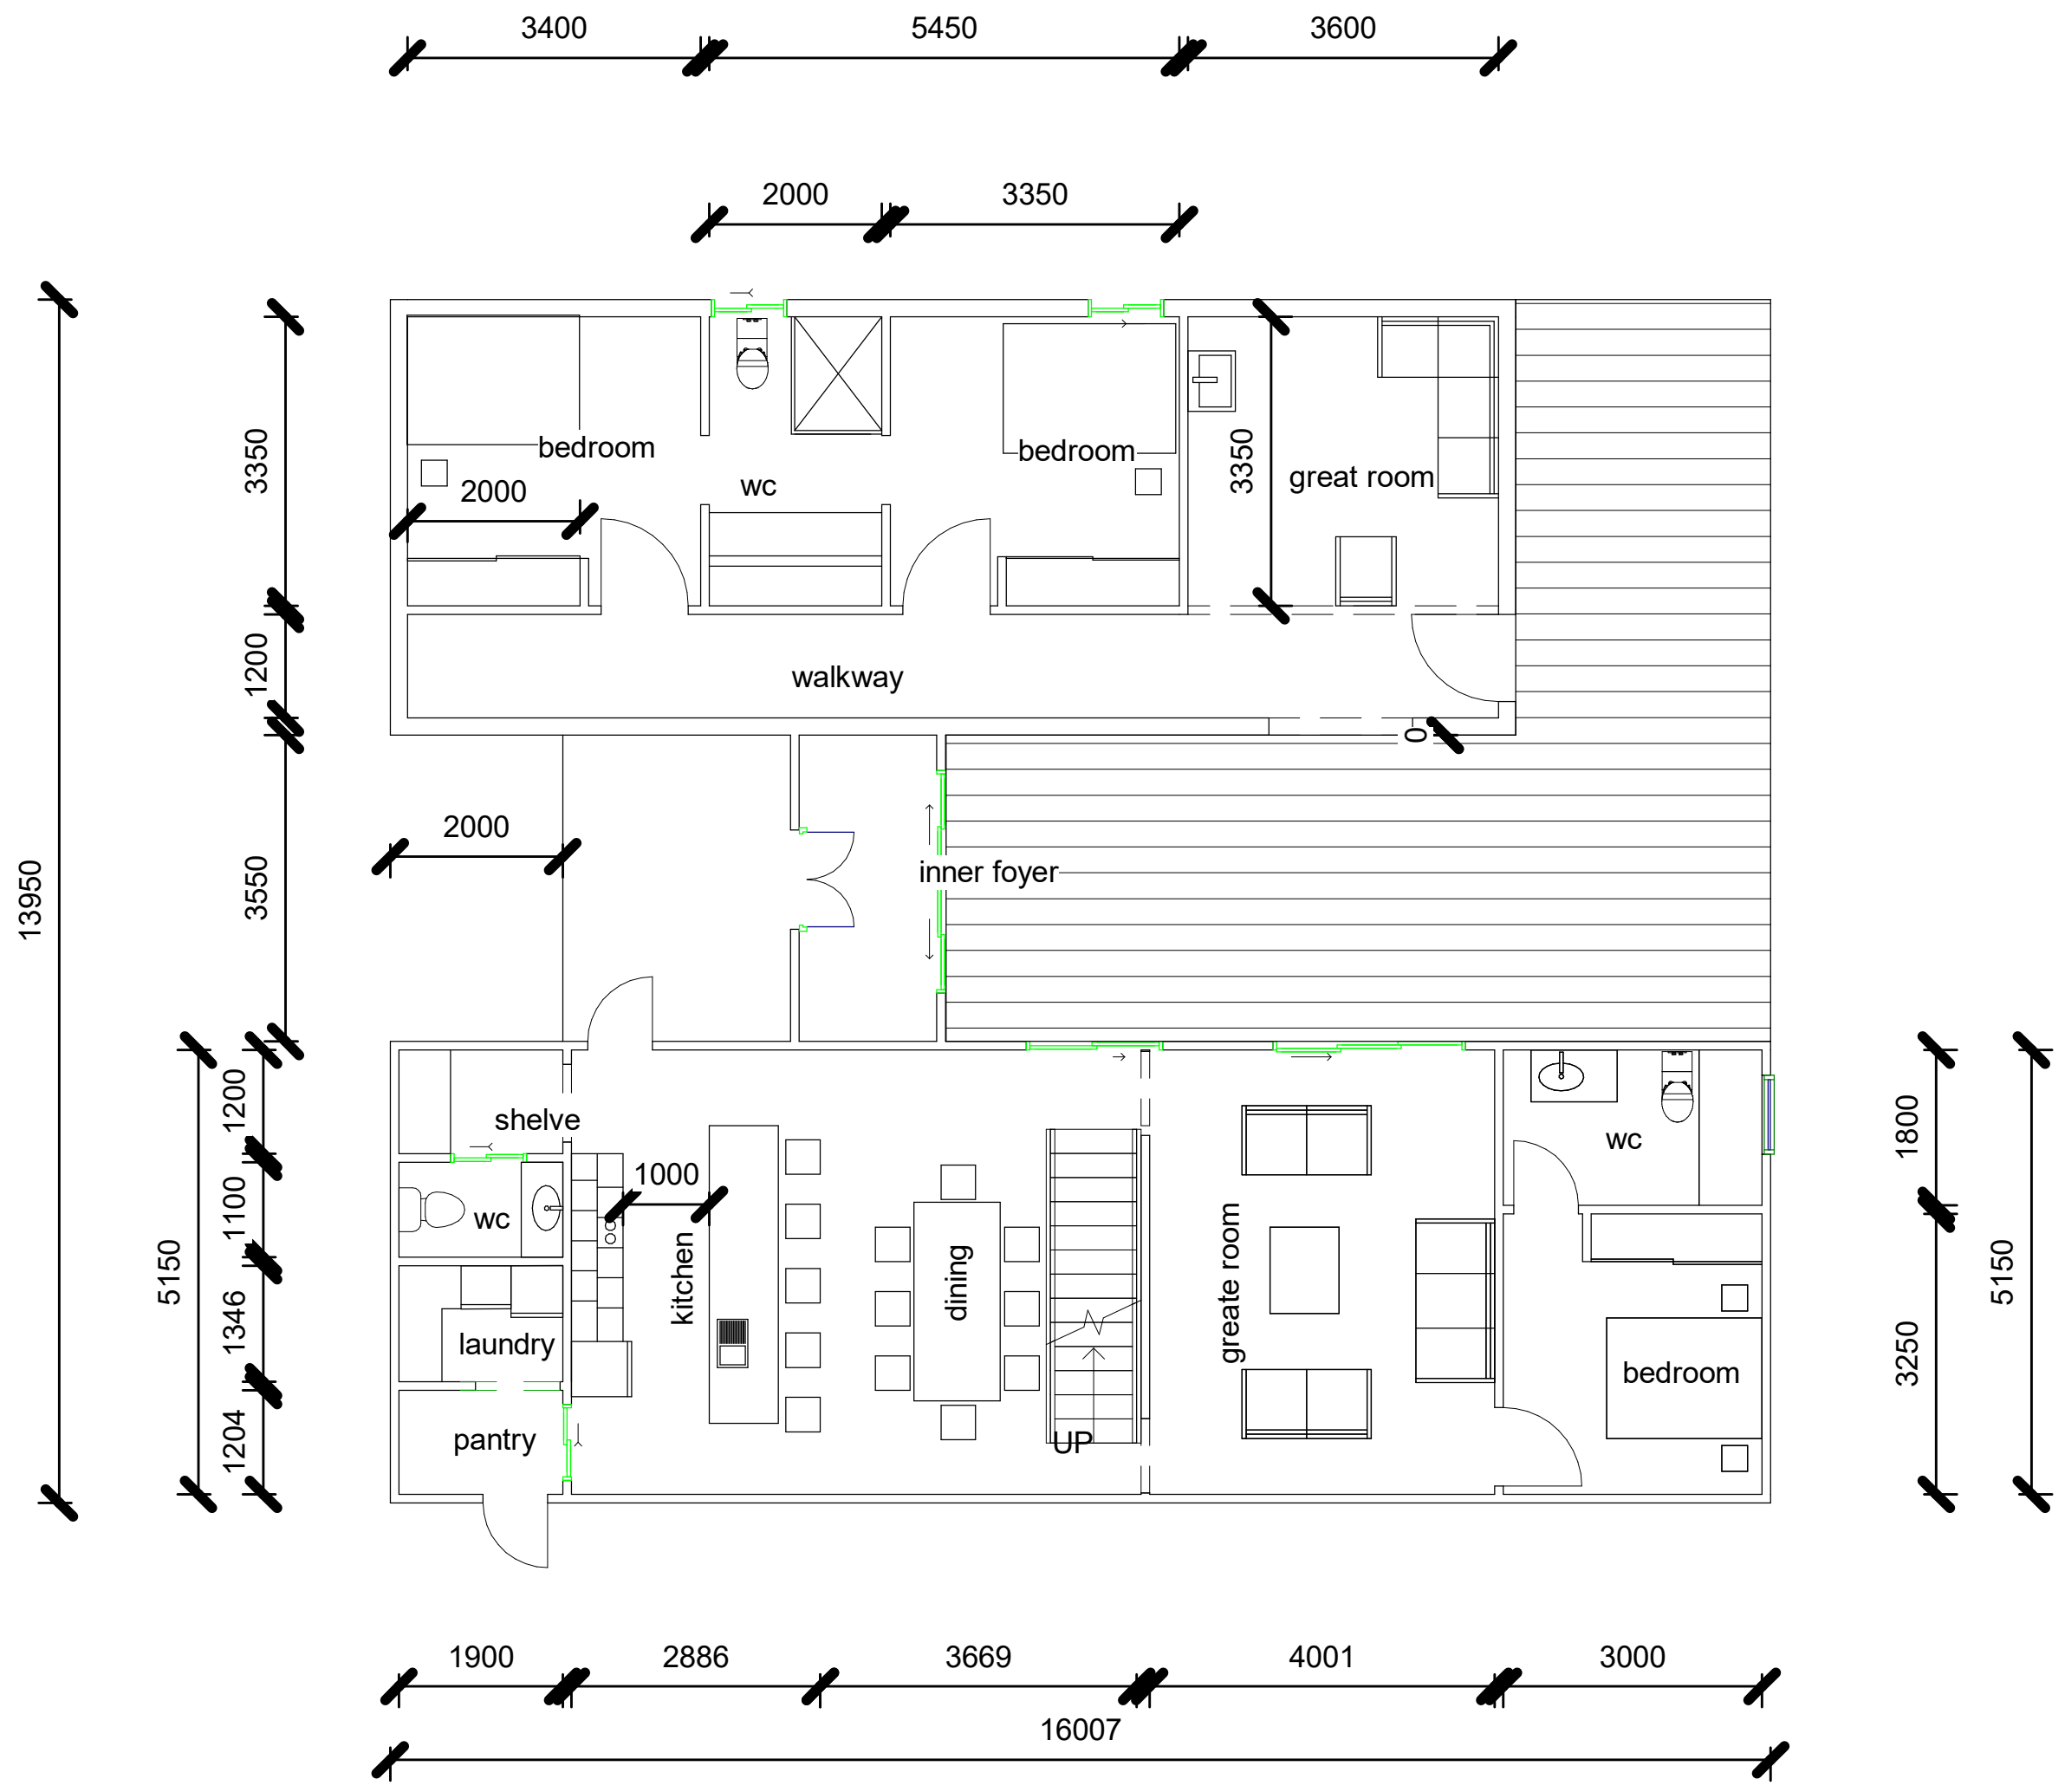 3400
5450
3600
2000
3350
bedroom
bedroom
wc
great room
3350
3350
2000
1200
walkway
0
13950
3550
2000
inner foyer
1200
shelve
1000
1100
wc
5150
kitchen
dining
greate room
wc
1800
5150
1346
laundry
bedroom
3250
1204
pantry
UP
1900
2886
3669
4001
3000
16007